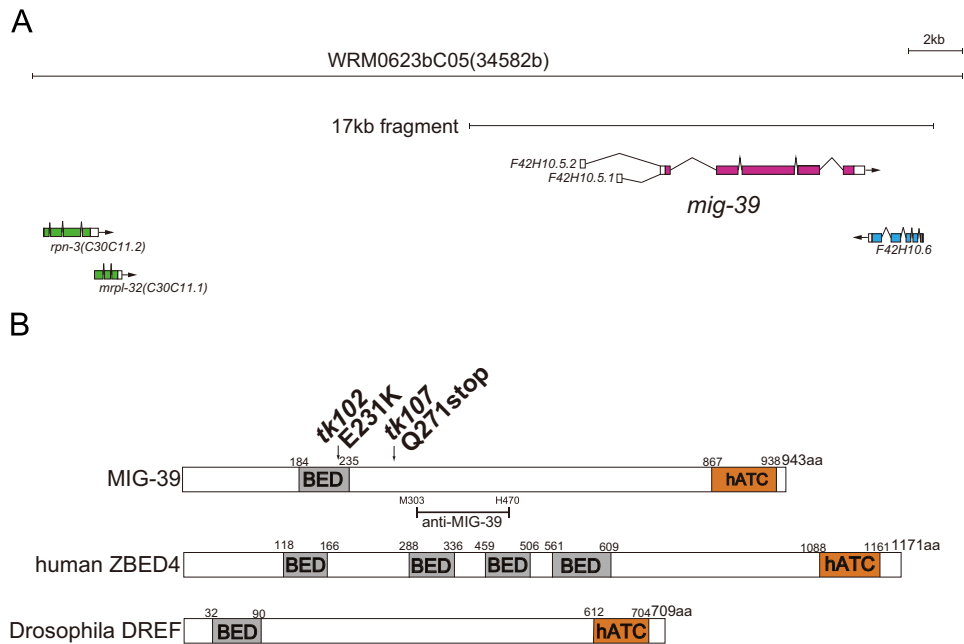 A
2kb
WRM0623bC05(34582b)
17kb fragment
F42H10.5.2
F42H10.5.1
mig-39
rpn-3(C30C11.2)
F42H10.6
mrpl-32(C30C11.1)
B
tk102
E231K
tk107
Q271stop
184 235 867 938 943aa
MIG-39 BED hATC
M303 H470
anti-MIG-39
118 166 288 336 459 506 561 609 1088 1161 1171aa
human ZBED4 BED BED BED BED hATC
32 90 612 704 709aa
Drosophila DREF BED hATC